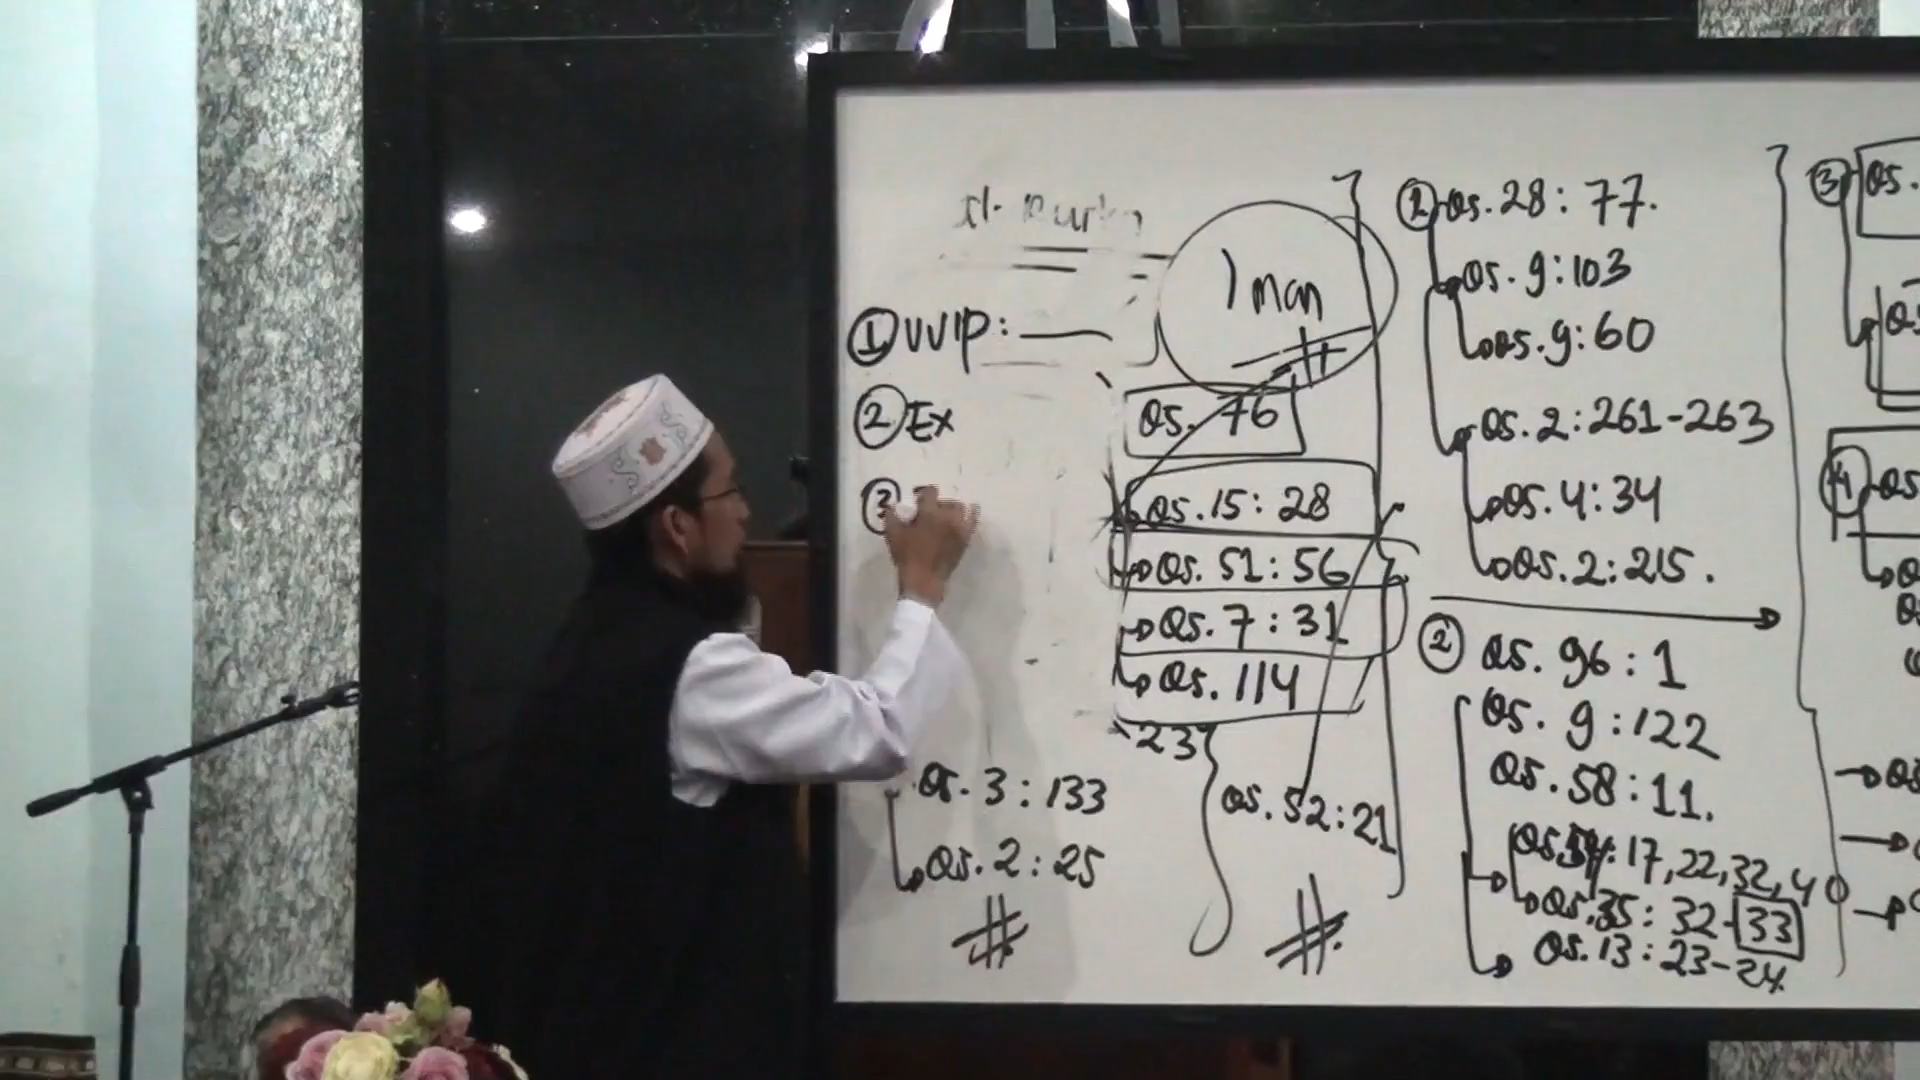 ① VVIP:
② Ex
③
Qs. 3 : 133
Qs. 2 : 25
Iman
Qs. 76
Qs. 15 : 28
Qs. 51 : 56
Qs. 7 : 31
Qs. 114
23
Qs. 52 : 21
② Qs. 28 : 77.
Qs. 9 : 103
Qs. 9 : 60
Qs. 2 : 261-263
Qs. 4 : 34
Qs. 2 : 215.
② Qs. 96 : 1
Qs. 9 : 122
Qs. 58 : 11.
Qs. 54: 17, 22, 32, 40
Qs. 35 : 32-33
Qs. 13 : 23-24
③ Qs.
Qs
④ Qs